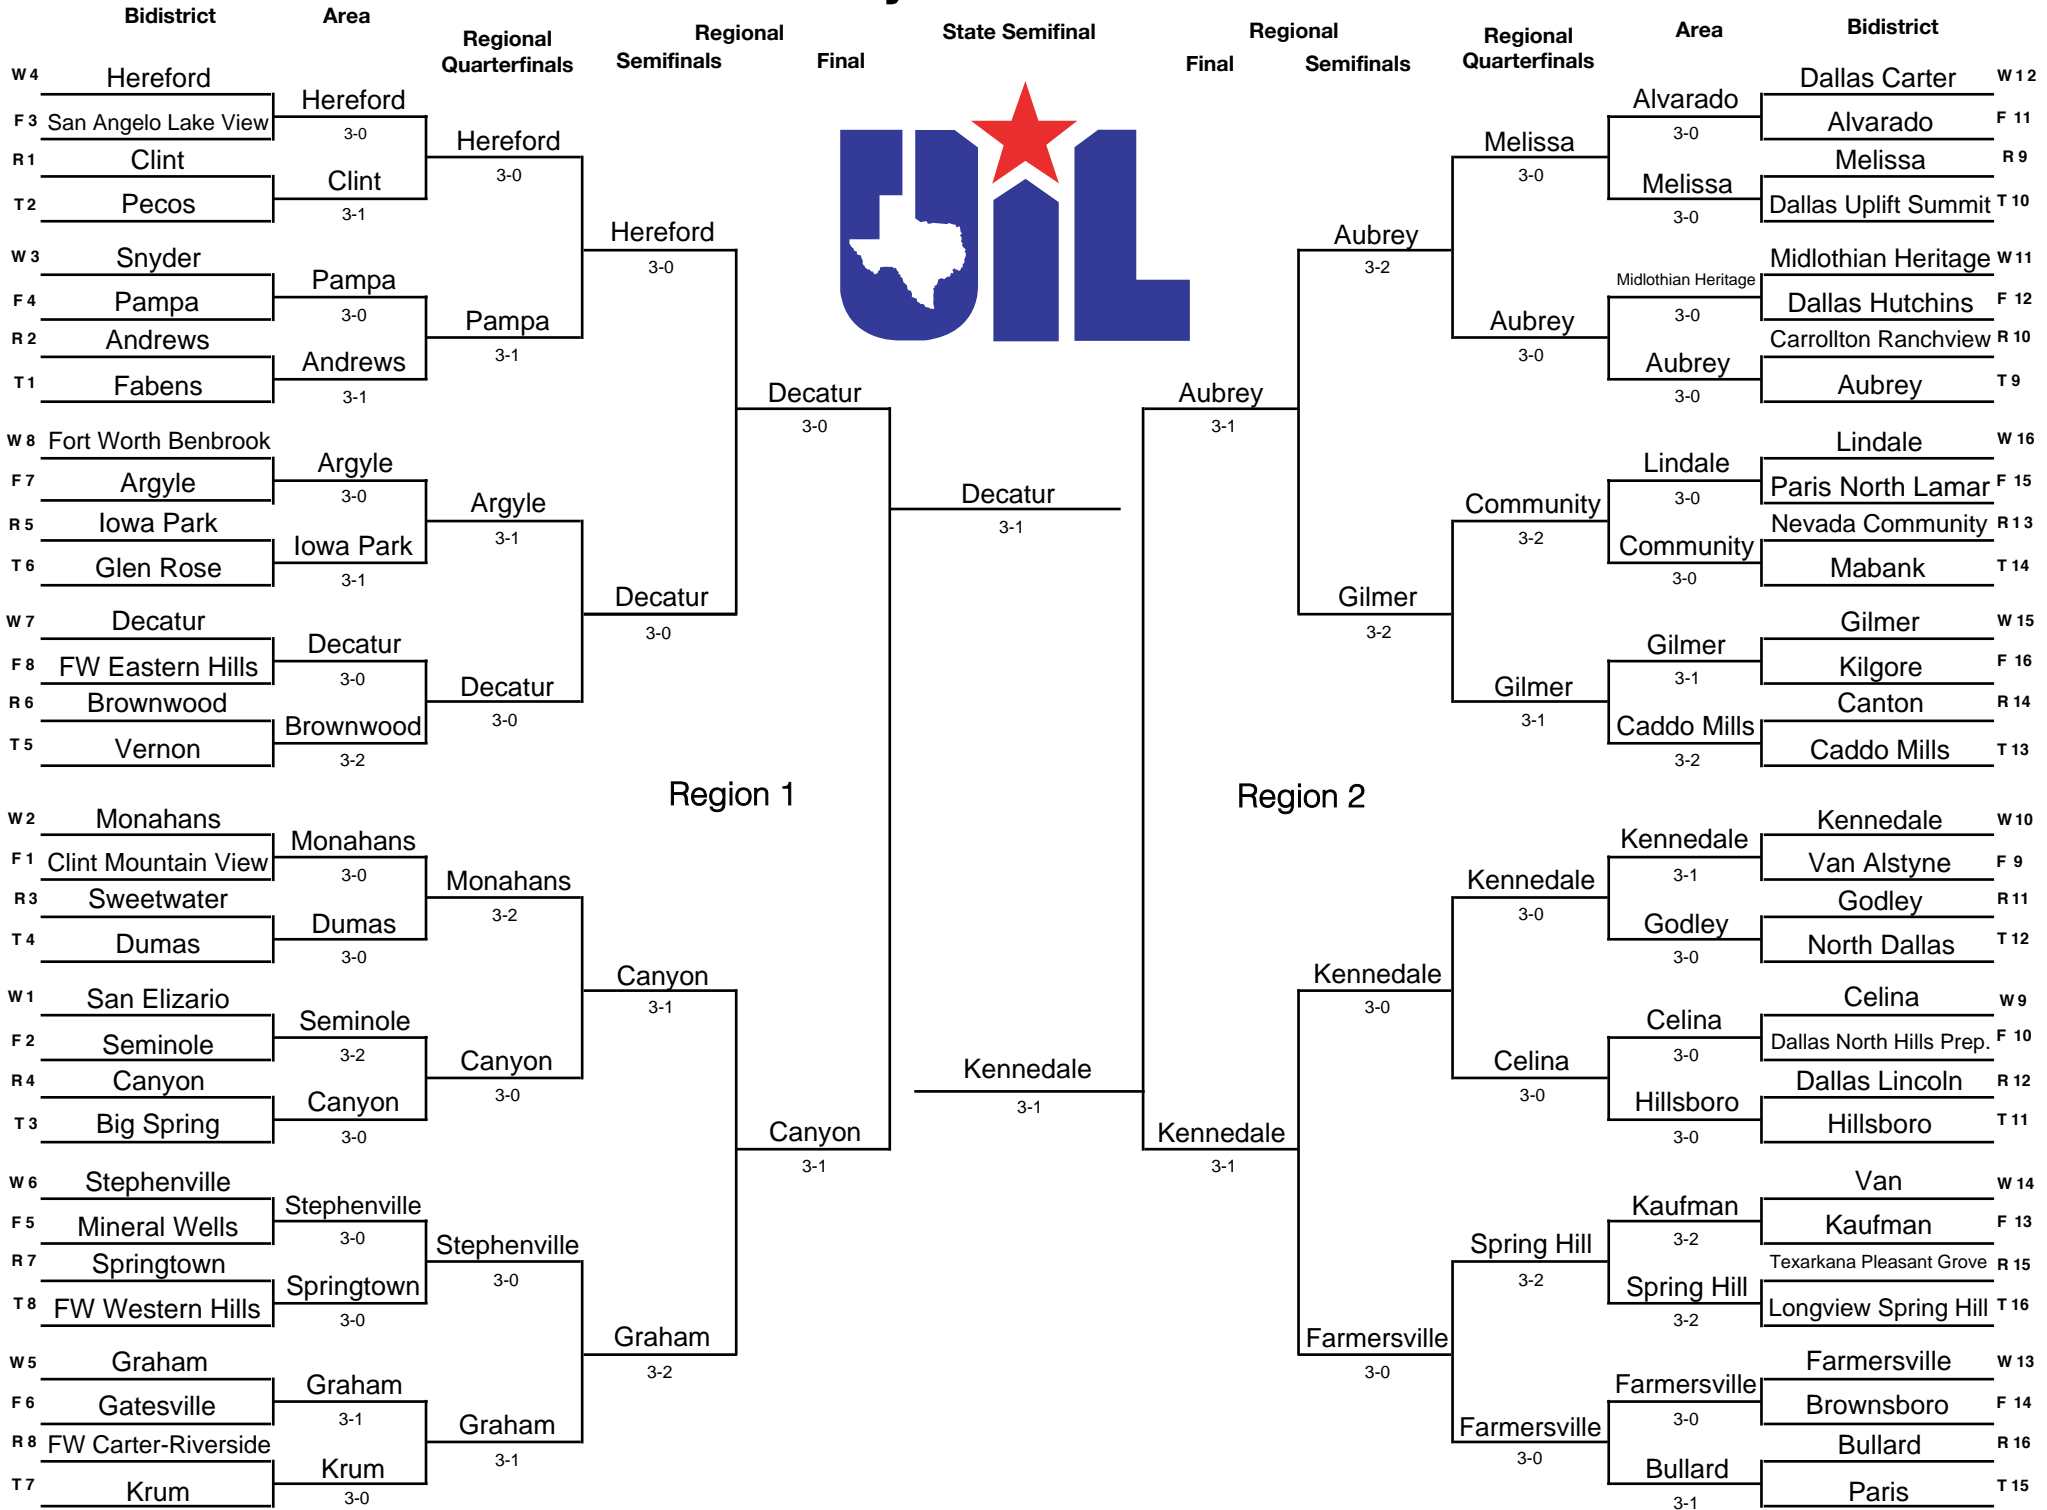 Bidistrict
Area
Regional
Quarterfinals
Regional
Semifinals
Final
State Semifinal
Regional
Final
Semifinals
Regional
Quarterfinals
Area
Bidistrict
W 4 Hereford
F 3 San Angelo Lake View
R 1 Clint
T 2 Pecos
W 3 Snyder
F 4 Pampa
R 2 Andrews
T 1 Fabens
W 8 Fort Worth Benbrook
F 7 Argyle
R 5 Iowa Park
T 6 Glen Rose
W 7 Decatur
F 8 FW Eastern Hills
R 6 Brownwood
T 5 Vernon
W 2 Monahans
F 1 Clint Mountain View
R 3 Sweetwater
T 4 Dumas
W 1 San Elizario
F 2 Seminole
R 4 Canyon
T 3 Big Spring
W 6 Stephenville
F 5 Mineral Wells
R 7 Springtown
T 8 FW Western Hills
W 5 Graham
F 6 Gatesville
R 8 FW Carter-Riverside
T 7 Krum
Hereford
3-0
Clint
3-1
Pampa
3-0
Andrews
3-1
Argyle
3-0
Iowa Park
3-1
Decatur
3-0
Brownwood
3-2
Monahans
3-0
Dumas
3-0
Seminole
3-2
Canyon
3-0
Stephenville
3-0
Springtown
3-0
Graham
3-1
Krum
3-0
Hereford
3-0
Pampa
3-1
Argyle
3-1
Decatur
3-0
Monahans
3-2
Canyon
3-0
Stephenville
3-0
Graham
3-1
Hereford
3-0
Decatur
3-0
Canyon
3-1
Graham
3-2
Decatur
3-0
Canyon
3-1
Region 1
UIL
Decatur
3-1
Kennedale
3-1
Region 2
Aubrey
3-1
Kennedale
3-1
Aubrey
3-2
Gilmer
3-2
Kennedale
3-0
Farmersville
3-0
Melissa
3-0
Aubrey
3-0
Community
3-2
Gilmer
3-1
Kennedale
3-0
Celina
3-0
Spring Hill
3-2
Farmersville
3-0
Alvarado
3-0
Melissa
3-0
Midlothian Heritage
3-0
Aubrey
3-0
Lindale
3-0
Community
3-0
Gilmer
3-1
Caddo Mills
3-2
Kennedale
3-1
Godley
3-0
Celina
3-0
Hillsboro
3-0
Kaufman
3-2
Spring Hill
3-2
Farmersville
3-0
Bullard
3-1
Dallas Carter W 12
Alvarado F 11
Melissa R 9
Dallas Uplift Summit T 10
Midlothian Heritage W 11
Dallas Hutchins F 12
Carrollton Ranchview R 10
Aubrey T 9
Lindale W 16
Paris North Lamar F 15
Nevada Community R 13
Mabank T 14
Gilmer W 15
Kilgore F 16
Canton R 14
Caddo Mills T 13
Kennedale W 10
Van Alstyne F 9
Godley R 11
North Dallas T 12
Celina W 9
Dallas North Hills Prep. F 10
Dallas Lincoln R 12
Hillsboro T 11
Van W 14
Kaufman F 13
Texarkana Pleasant Grove R 15
Longview Spring Hill T 16
Farmersville W 13
Brownsboro F 14
Bullard R 16
Paris T 15